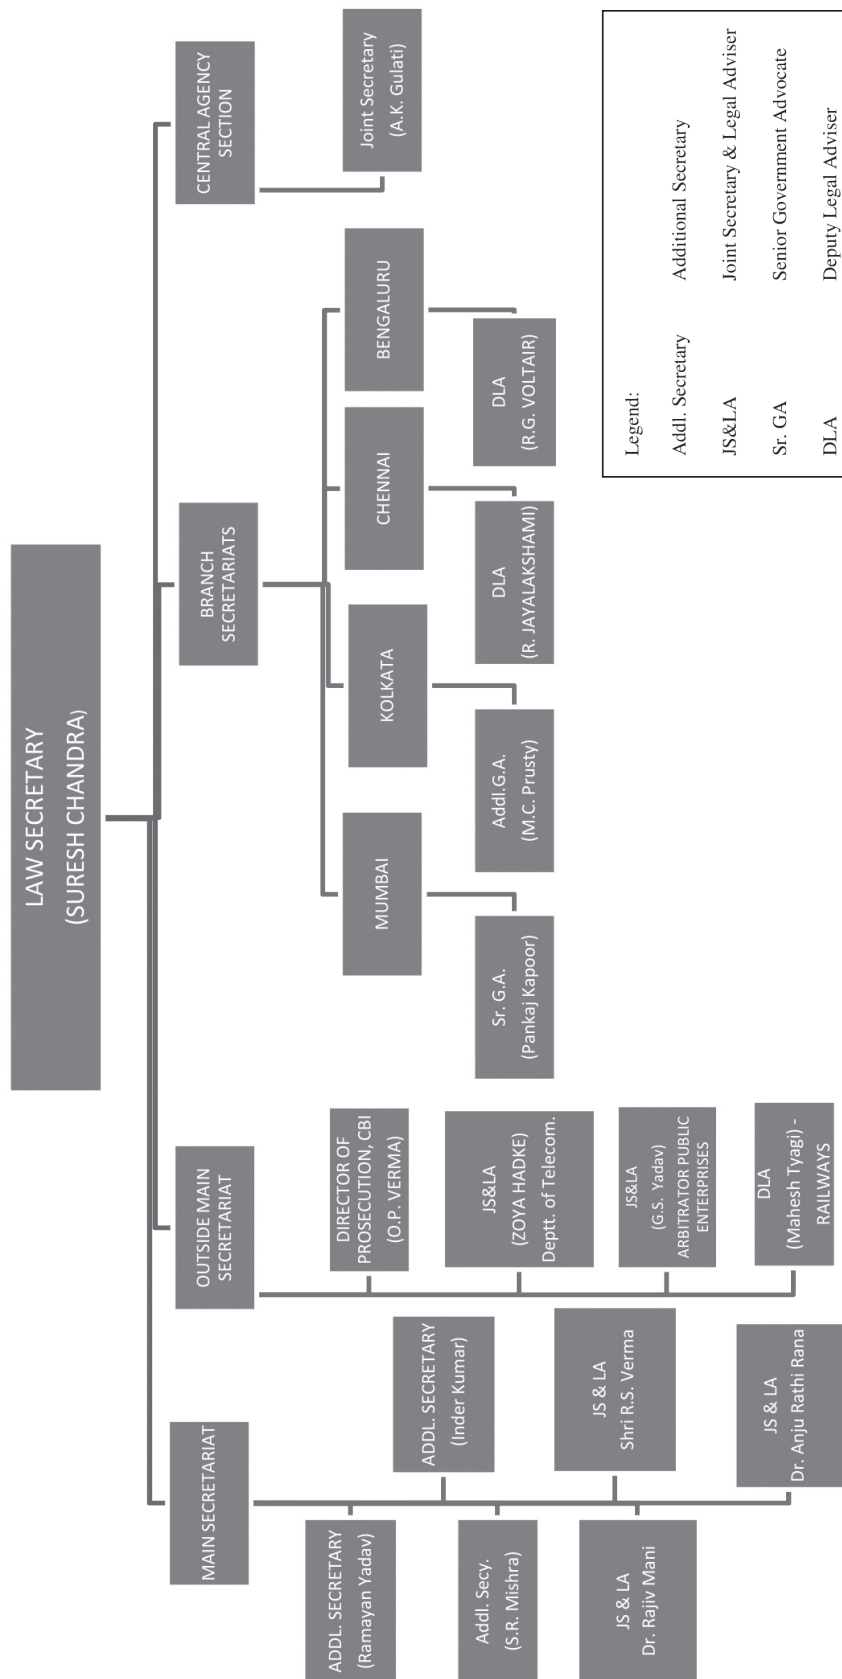 LAW SECRETARY
(SURESH CHANDRA)
MAIN SECRETARIAT
ADDL. SECRETARY
(Ramayan Yadav)
ADDL. SECRETARY
(Inder Kumar)
Addl. Secy.
(S.R. Mishra)
JS & LA
Shri R.S. Verma
JS & LA
Dr. Rajiv Mani
JS & LA
Dr. Anju Rathi Rana
OUTSIDE MAIN
SECRETARIAT
DIRECTOR OF
PROSECUTION, CBI
(O.P. VERMA)
JS&LA
(ZOYA HADKE)
Deptt. of Telecom.
JS&LA
(G.S. Yadav)
ARBITRATOR PUBLIC
ENTERPRISES
DLA
(Mahesh Tyagi) -
RAILWAYS
BRANCH
SECRETARIATS
MUMBAI
Sr. G.A.
(Pankaj Kapoor)
KOLKATA
Addl.G.A.
(M.C. Prusty)
CHENNAI
DLA
(R. JAYALAKSHAMI)
BENGALURU
DLA
(R.G. VOLTAIR)
CENTRAL AGENCY
SECTION
Joint Secretary
(A.K. Gulati)
Legend:
Addl. Secretary Additional Secretary
JS&LA Joint Secretary & Legal Adviser
Sr. GA Senior Government Advocate
DLA Deputy Legal Adviser